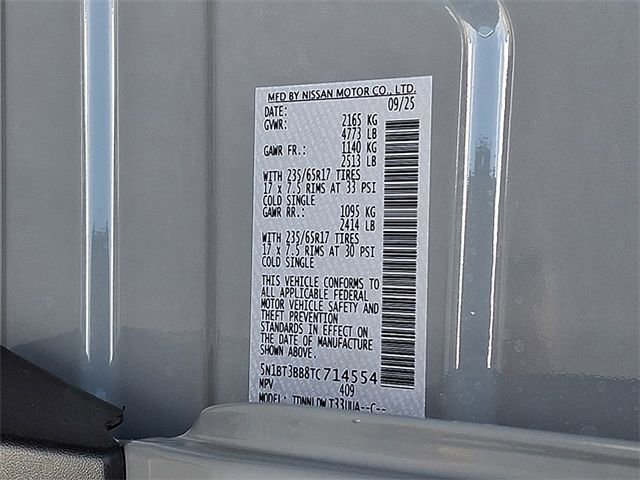 MFD BY NISSAN MOTOR CO., LTD.
DATE: 09/25
GVWR: 2165 KG
4773 LB
GAWR FR.: 1140 KG
2513 LB
WITH 235/65R17 TIRES
17 x 7.5 RIMS AT 33 PSI
COLD SINGLE
GAWR RR.: 1095 KG
2414 LB
WITH 235/65R17 TIRES
17 x 7.5 RIMS AT 30 PSI
COLD SINGLE
THIS VEHICLE CONFORMS TO
ALL APPLICABLE FEDERAL
MOTOR VEHICLE SAFETY AND
THEFT PREVENTION
STANDARDS IN EFFECT ON
THE DATE OF MANUFACTURE
SHOWN ABOVE.
5N1BT3BB8TC714554
MPV 409
MODEL: